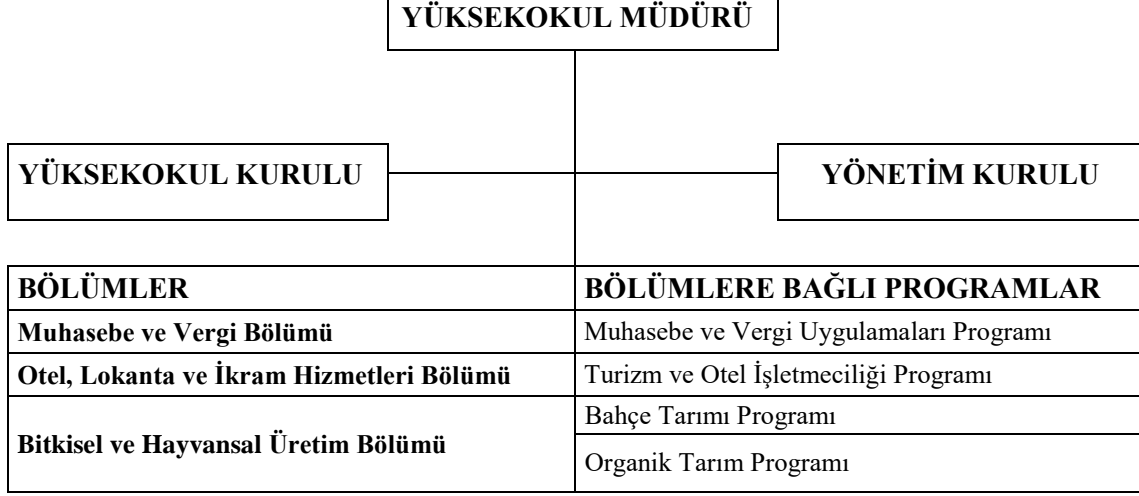 YÜKSEKOKUL MÜDÜRÜ
YÜKSEKOKUL KURULU
YÖNETİM KURULU
BÖLÜMLER
BÖLÜMLERE BAĞLI PROGRAMLAR
Muhasebe ve Vergi Bölümü
Muhasebe ve Vergi Uygulamaları Programı
Otel, Lokanta ve İkram Hizmetleri Bölümü
Turizm ve Otel İşletmeciliği Programı
Bitkisel ve Hayvansal Üretim Bölümü
Bahçe Tarımı Programı
Organik Tarım Programı